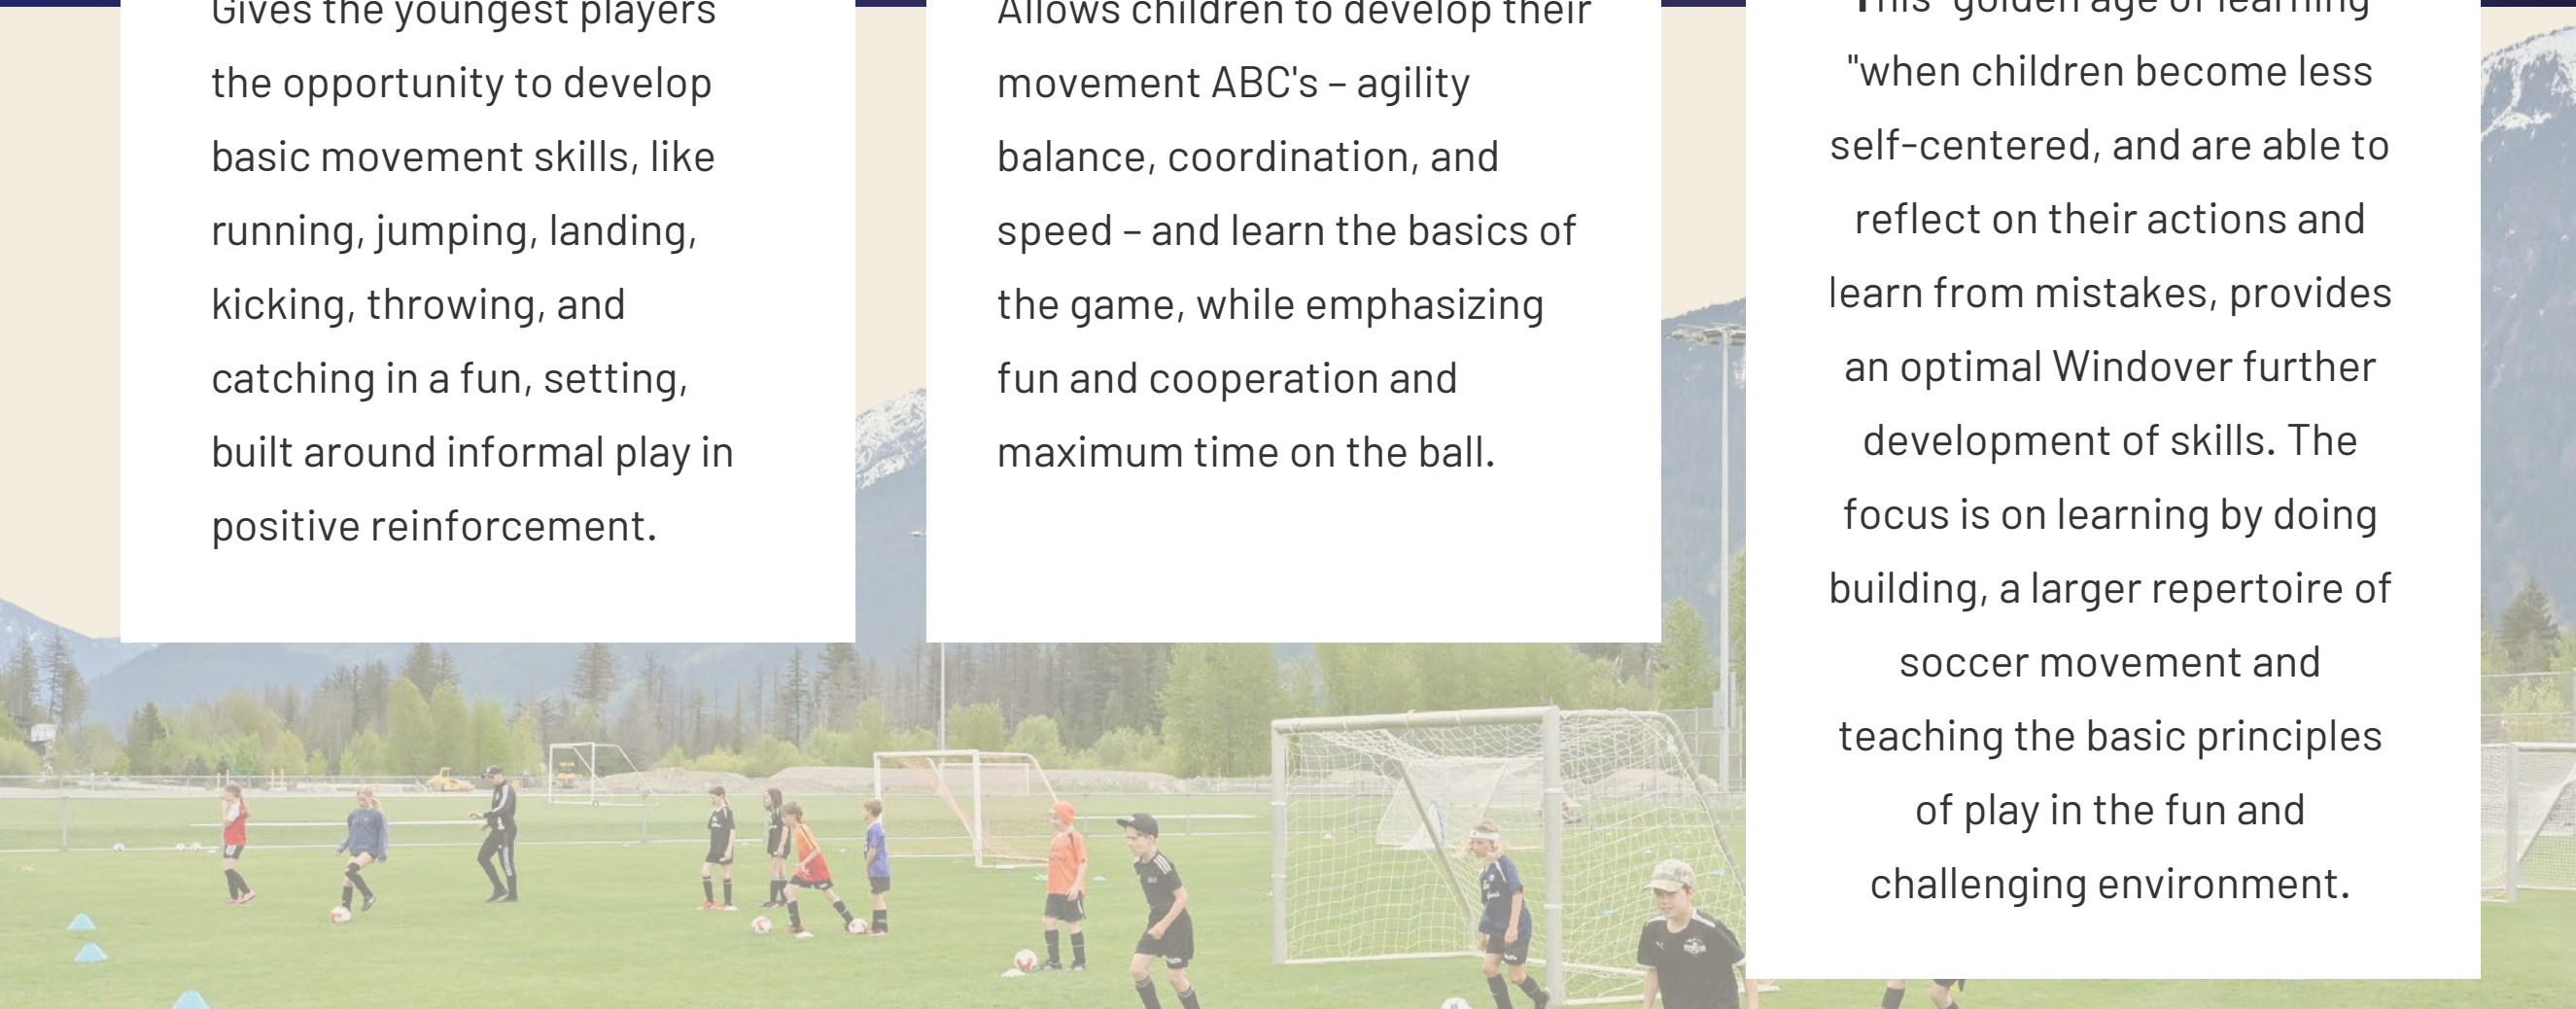 Gives the youngest players
the opportunity to develop
basic movement skills, like
running, jumping, landing,
kicking, throwing, and
catching in a fun, setting,
built around informal play in
positive reinforcement.
Allows children to develop their
movement ABC's – agility
balance, coordination, and
speed – and learn the basics of
the game, while emphasizing
fun and cooperation and
maximum time on the ball.
This "golden age of learning
"when children become less
self-centered, and are able to
reflect on their actions and
learn from mistakes, provides
an optimal Windover further
development of skills. The
focus is on learning by doing
building, a larger repertoire of
soccer movement and
teaching the basic principles
of play in the fun and
challenging environment.